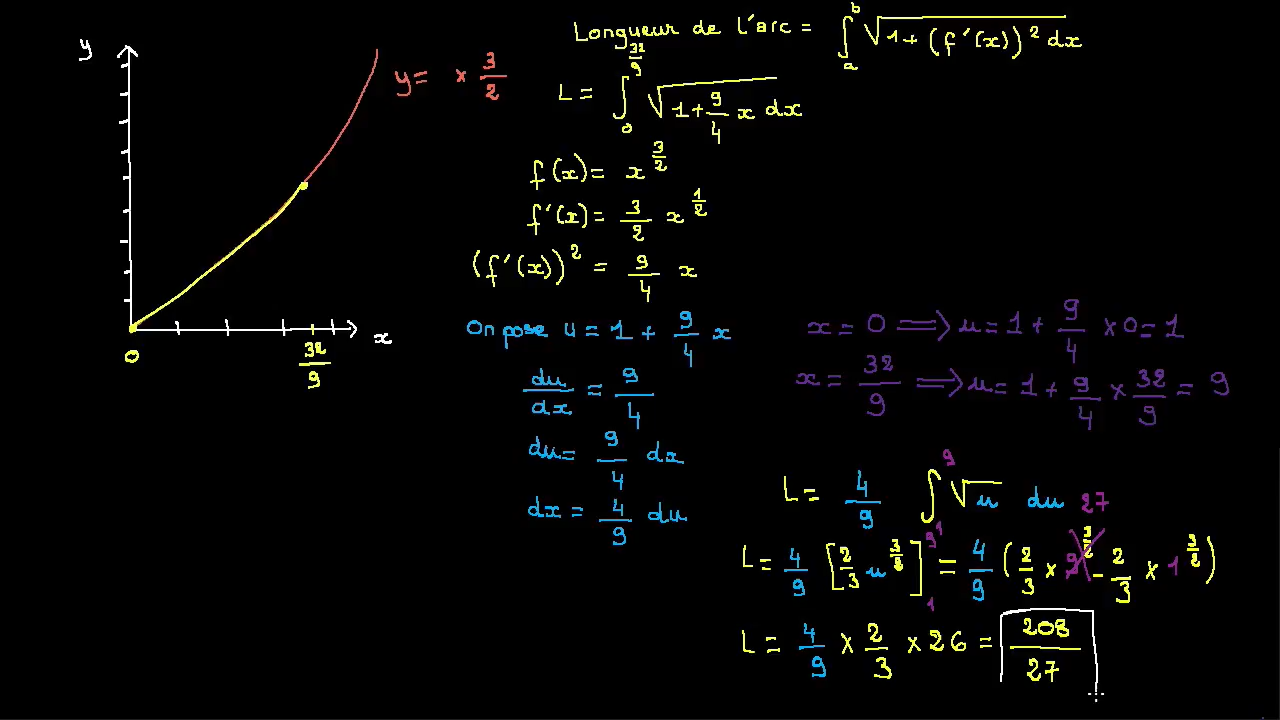 y
x
0
32/9
y = x 3/2
Longueur de l'arc = ∫_a^b √(1+(f'(x))² dx
L = ∫_0^{32/9} √(1+9/4 x dx
f(x) = x^{3/2}
f'(x) = 3/2 x^{1/2}
(f'(x))² = 9/4 x
On pose u = 1 + 9/4 x
du/dx = 9/4
du = 9/4 dx
dx = 4/9 du
x = 0 ⟹ u = 1 + 9/4 × 0 = 1
x = 32/9 ⟹ u = 1 + 9/4 × 32/9 = 9
L = 4/9 ∫_1^9 √u du
27
L = 4/9 [2/3 u^{3/2}]_1^9 = 4/9 (2/3 × 9^{3/2} - 2/3 × 1^{3/2})
L = 4/9 × 2/3 × 26 = 208/27